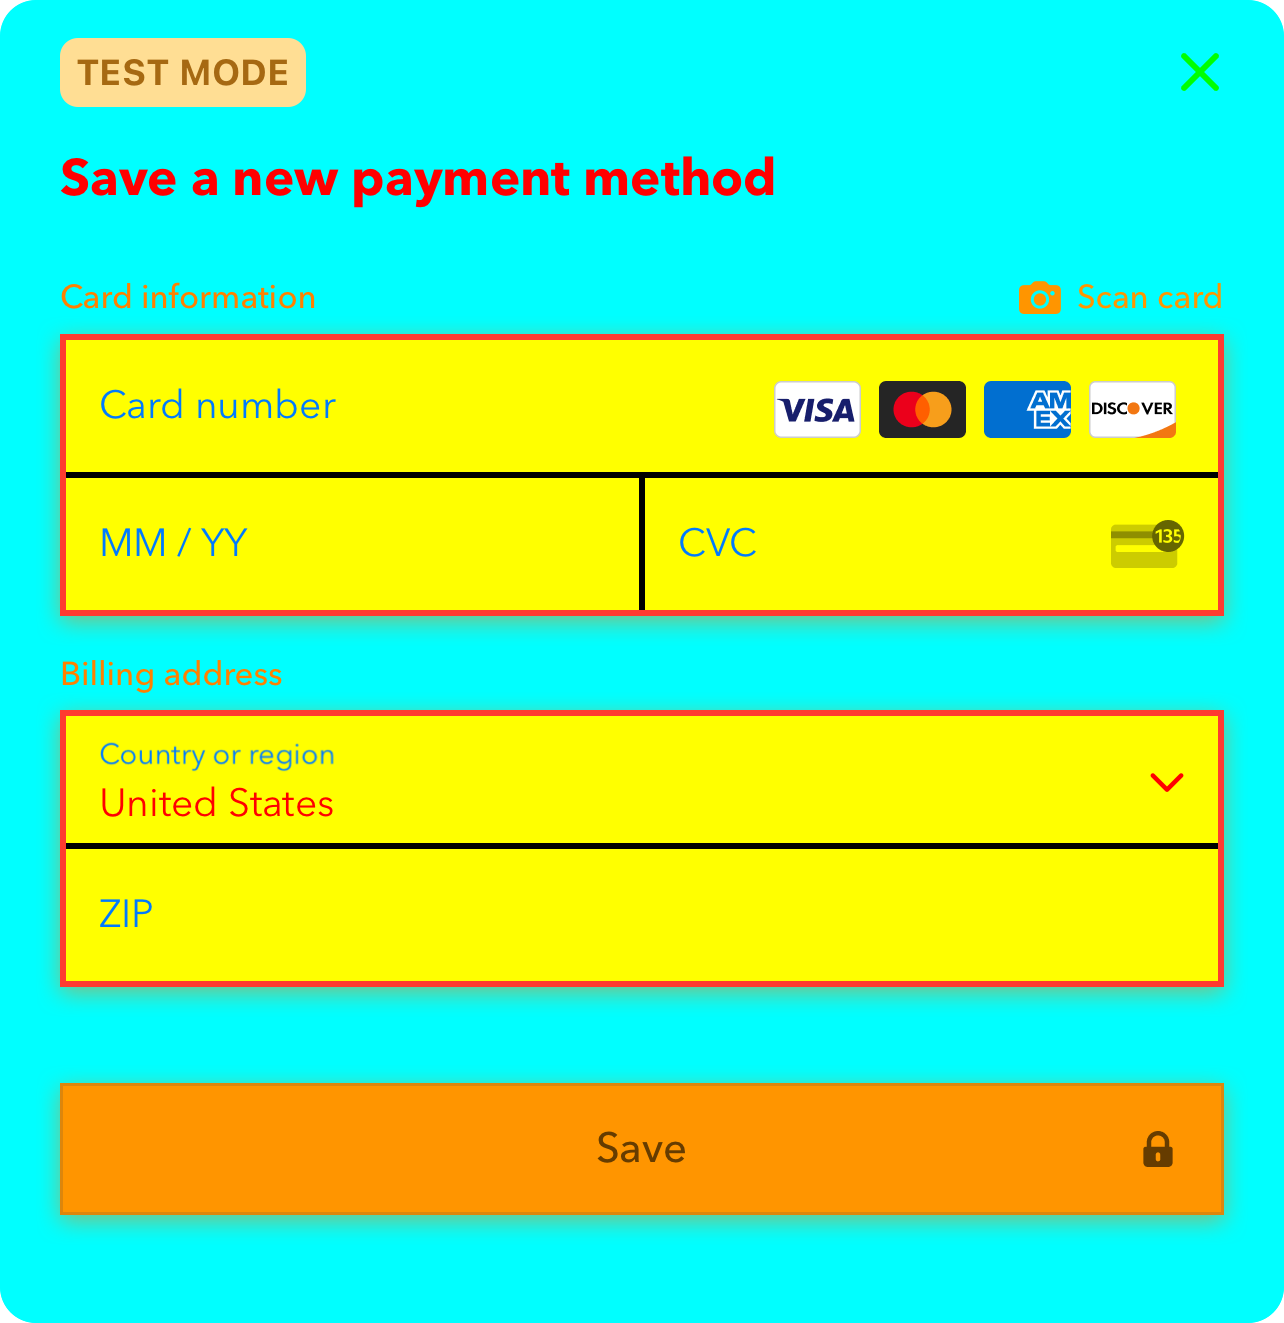 TEST MODE
Save a new payment method
Card information
Scan card
Card number
VISA
AM
EX
DISCOVER
MM / YY
CVC
135
Billing address
Country or region
United States
ZIP
Save